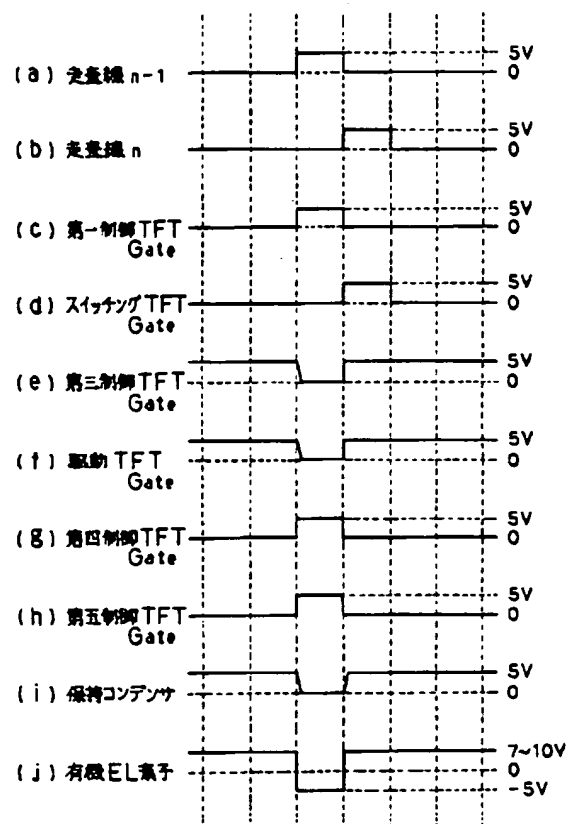 5V
(a) 走査線 n-1
0
5V
(b) 走査線 n
0
5V
(c) 第一制御TFT
0
Gate
5V
(d) スイッチングTFT
0
Gate
5V
(e) 第三制御TFT
0
Gate
5V
(f) 駆動 TFT
0
Gate
5V
(g) 第四制御TFT
0
Gate
5V
(h) 第五制御TFT
0
Gate
5V
(i) 保持コンデンサ
0
7~10V
(j) 有機EL素子
0
-5V